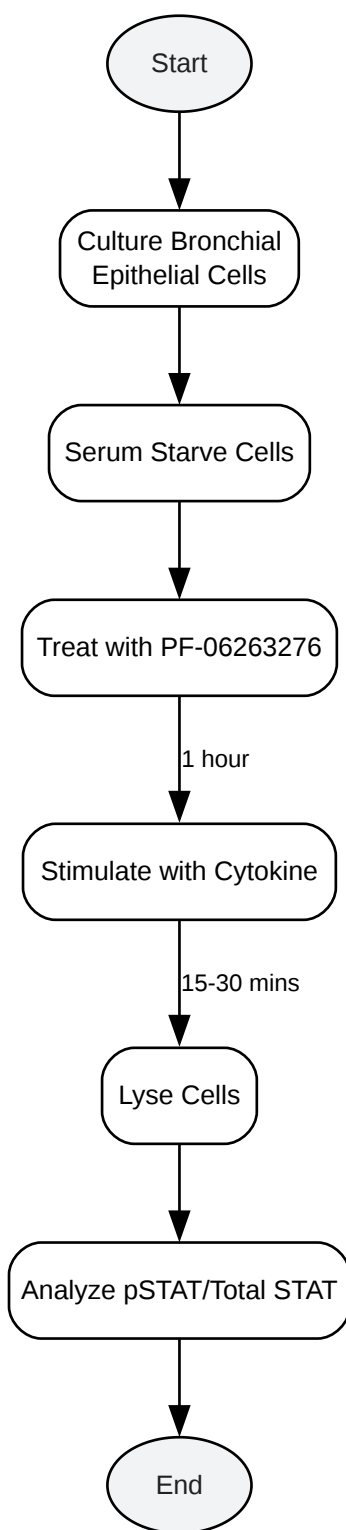 Start
Culture Bronchial
Epithelial Cells
Serum Starve Cells
Treat with PF-06263276
1 hour
Stimulate with Cytokine
15-30 mins
Lyse Cells
Analyze pSTAT/Total STAT
End